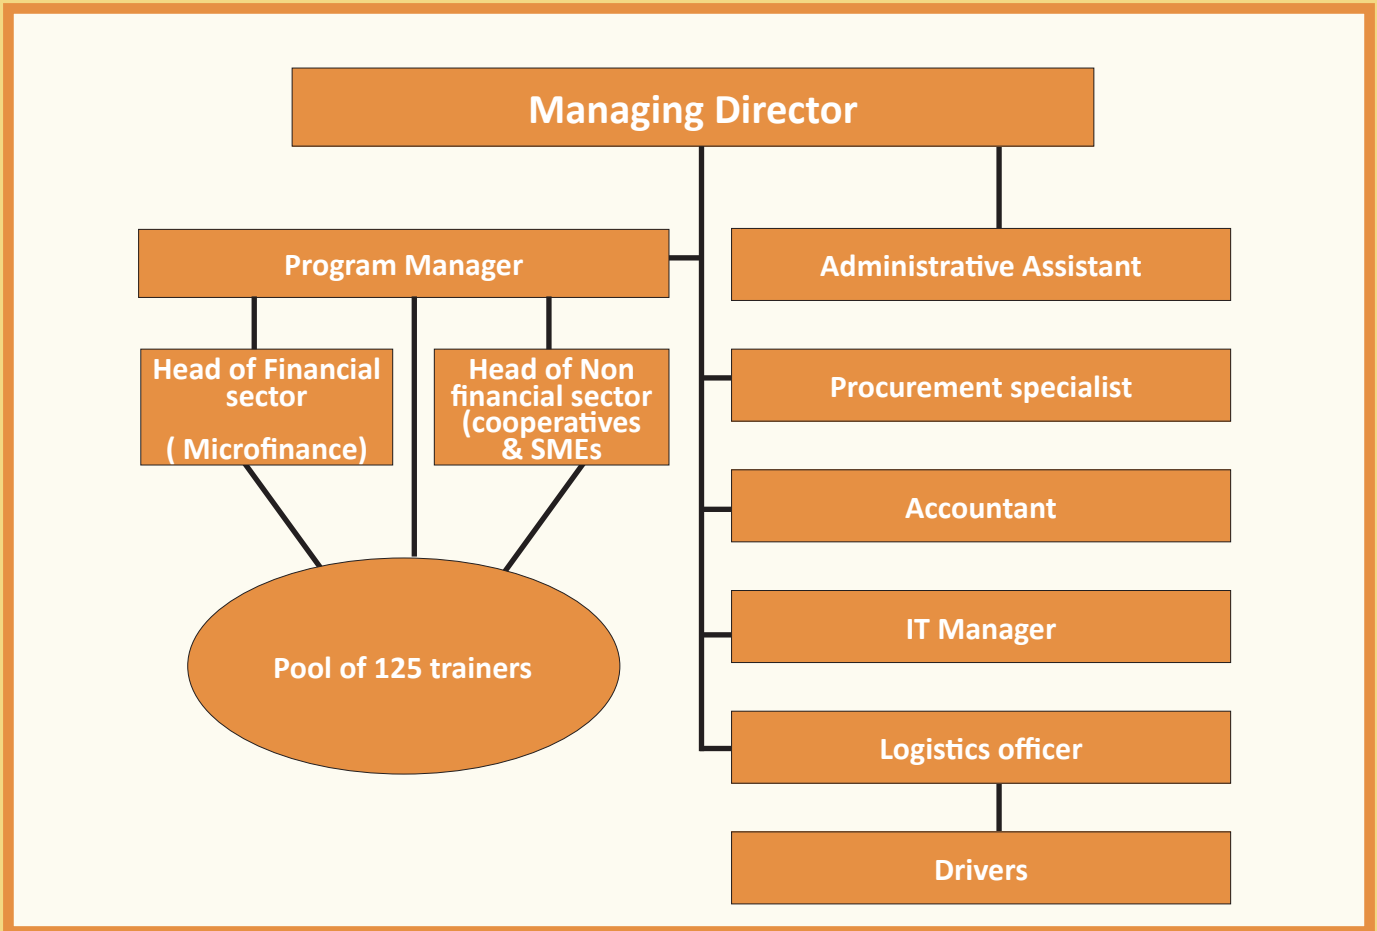 Managing Director
Program Manager
Administrative Assistant
Head of Financial
sector
( Microfinance)
Head of Non
financial sector
(cooperatives
& SMEs
Procurement specialist
Accountant
IT Manager
Pool of 125 trainers
Logistics officer
Drivers